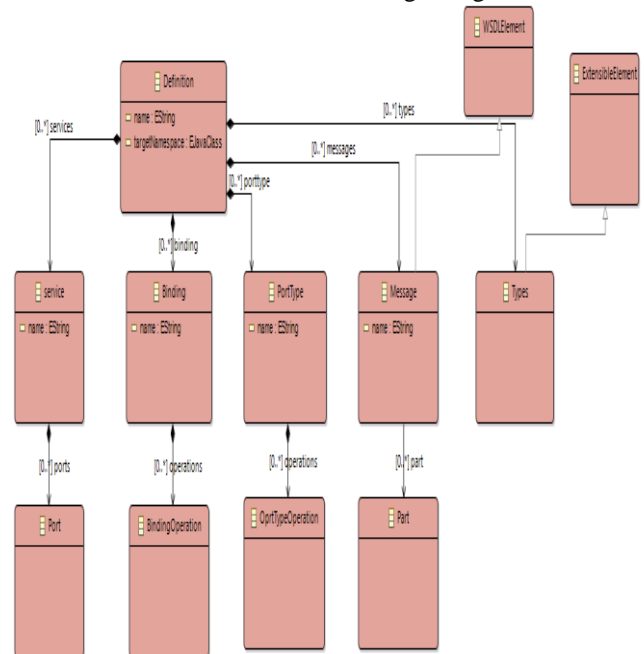 WSDLElement
ExtensibleElement
Definition
name : EString
targetNamespace : EJavaClass
[0..*] types
[0..*] services
[0..*] messages
[0..*] porttype
[0..*] binding
service
name : EString
Binding
name : EString
PortType
name : EString
Message
name : EString
Types
[0..*] ports
[0..*] operations
[0..*] operations
[0..*] part
Port
BindingOperation
OprtTypeOperation
Part